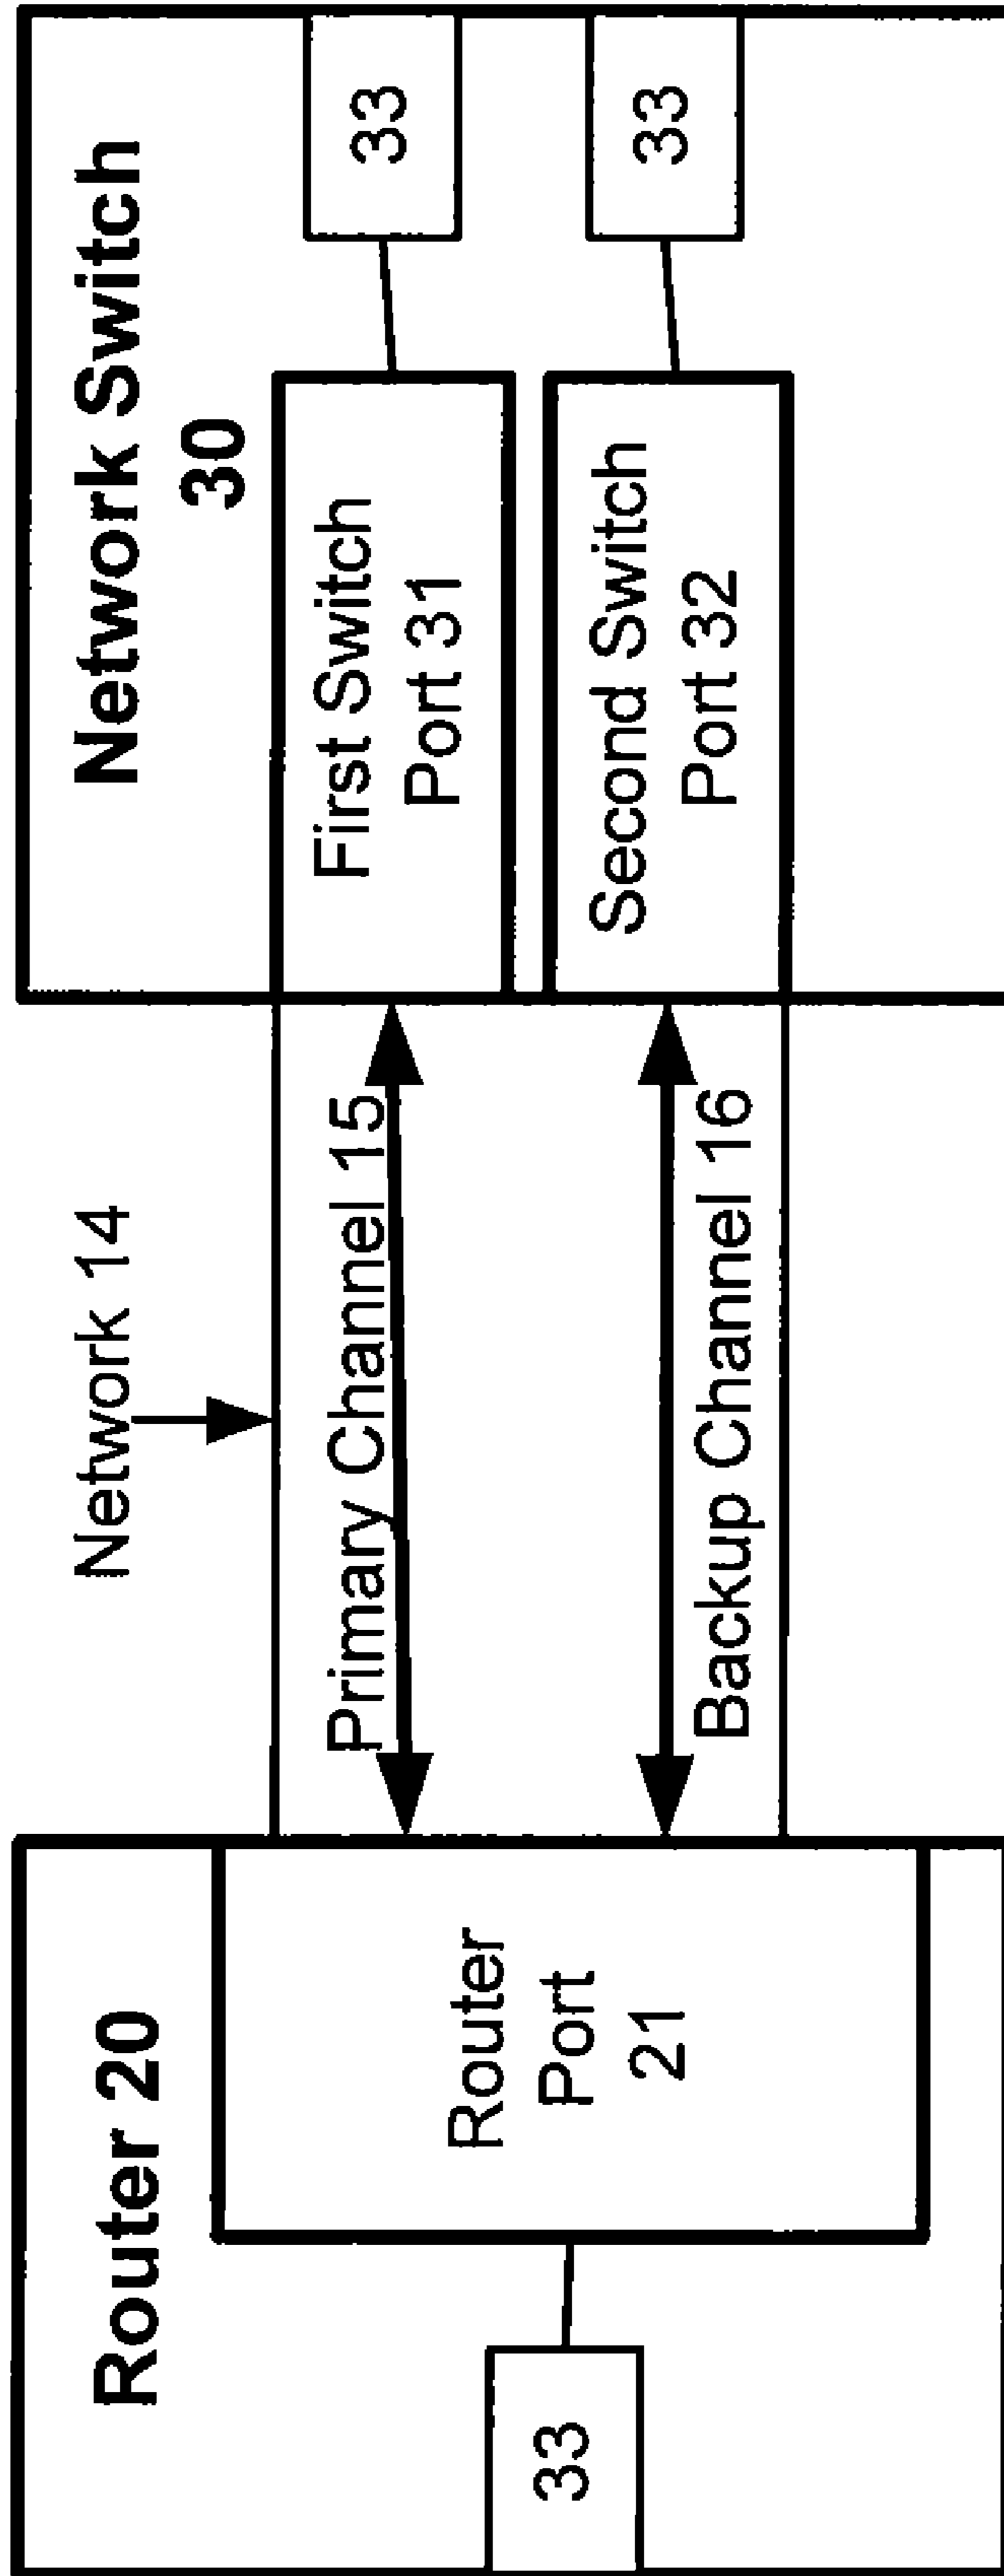 Router 20
Router
Port
21
33
Network 14
Primary Channel 15
Backup Channel 16
Network Switch
30
First Switch
Port 31
Second Switch
Port 32
33
33